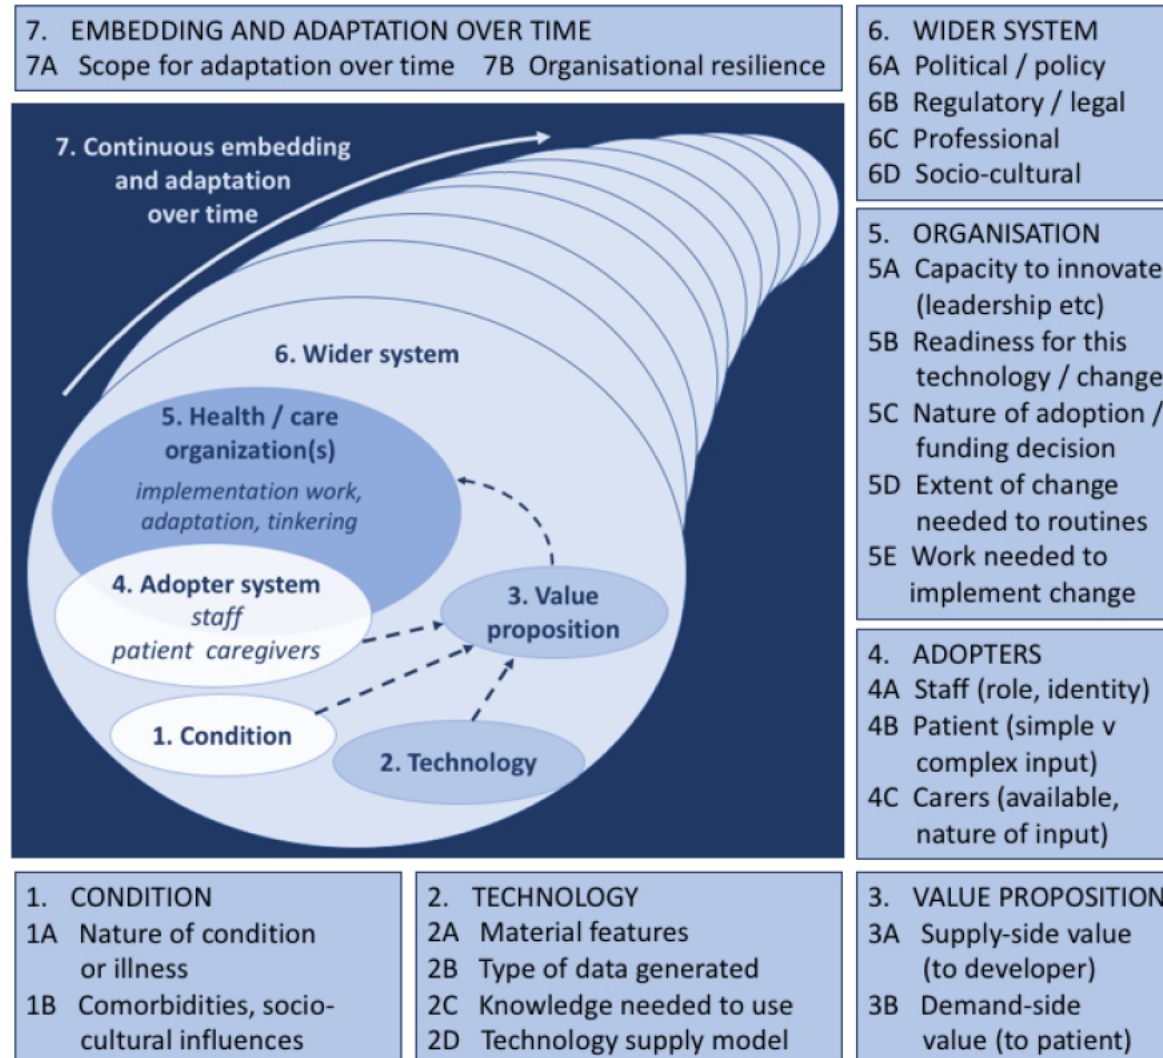 7. EMBEDDING AND ADAPTATION OVER TIME
7A Scope for adaptation over time 7B Organisational resilience
7. Continuous embedding
and adaptation
over time
6. Wider system
5. Health / care
organization(s)
implementation work,
adaptation, tinkering
4. Adopter system
staff
patient caregivers
3. Value
proposition
1. Condition
2. Technology
6. WIDER SYSTEM
6A Political / policy
6B Regulatory / legal
6C Professional
6D Socio-cultural
5. ORGANISATION
5A Capacity to innovate
(leadership etc)
5B Readiness for this
technology / change
5C Nature of adoption /
funding decision
5D Extent of change
needed to routines
5E Work needed to
implement change
4. ADOPTERS
4A Staff (role, identity)
4B Patient (simple v
complex input)
4C Carers (available,
nature of input)
1. CONDITION
1A Nature of condition
or illness
1B Comorbidities, socio-
cultural influences
2. TECHNOLOGY
2A Material features
2B Type of data generated
2C Knowledge needed to use
2D Technology supply model
3. VALUE PROPOSITION
3A Supply-side value
(to developer)
3B Demand-side
value (to patient)